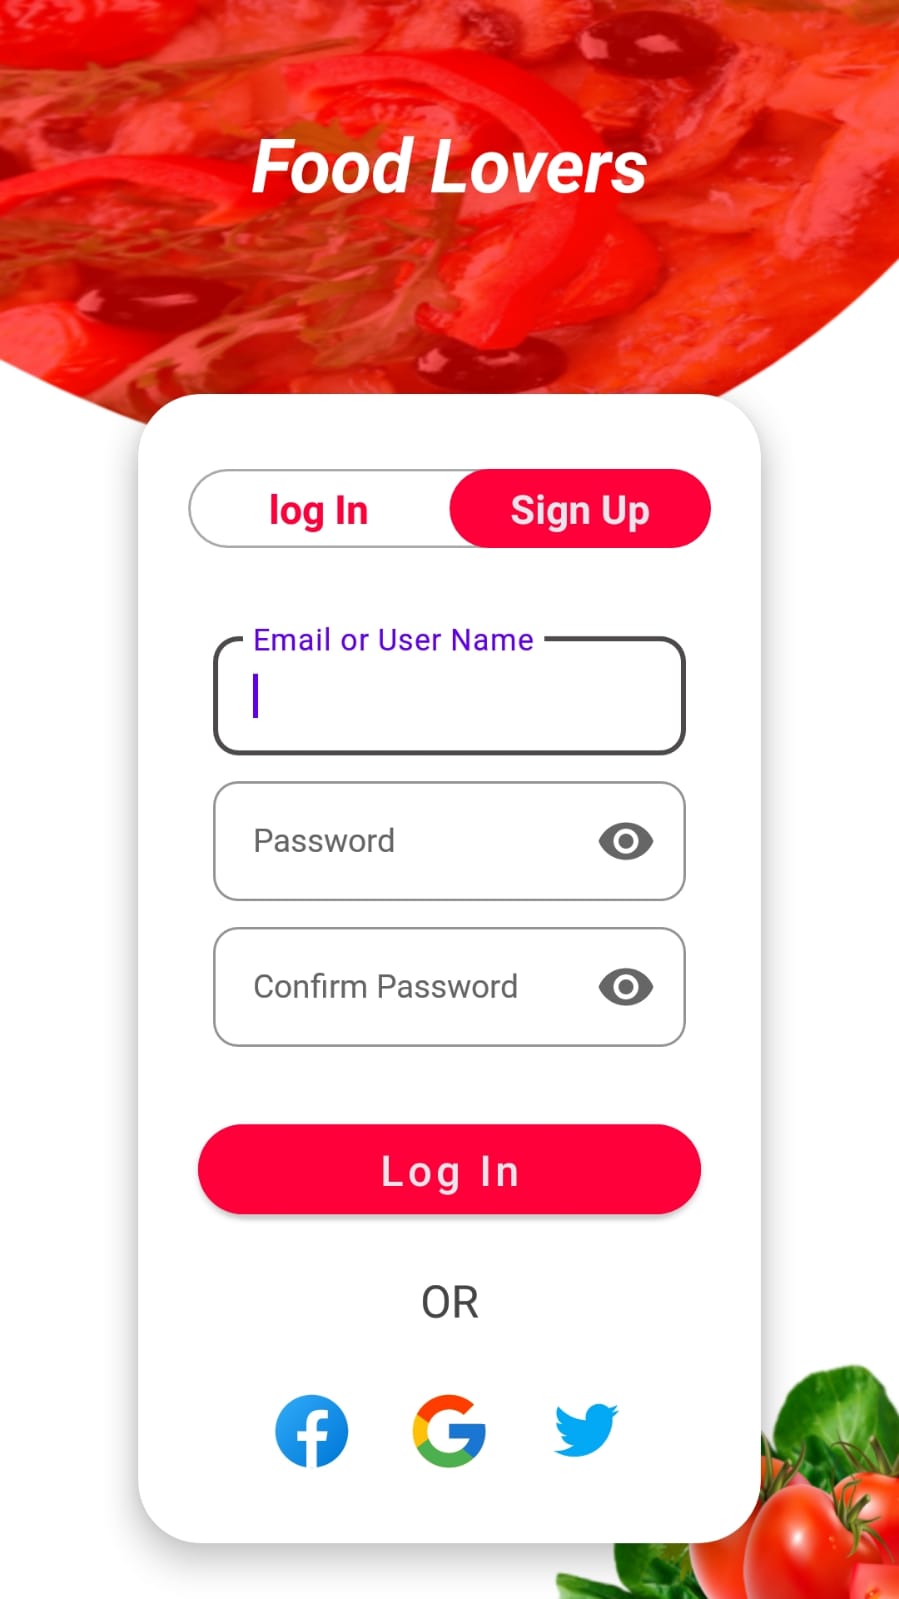 Food Lovers
log In
Sign Up
Email or User Name
Password
Confirm Password
Log In
OR